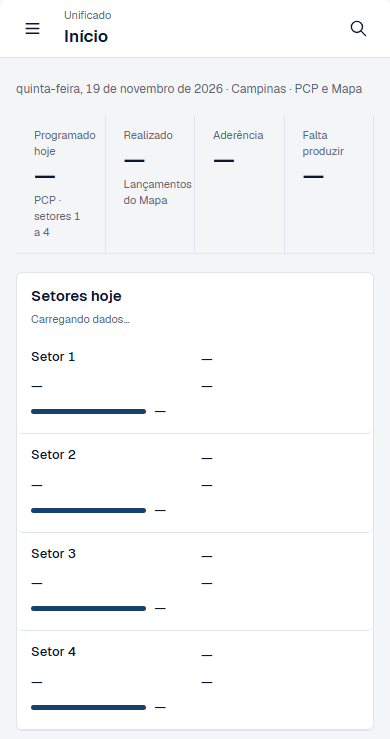 Unificado
Início
quinta-feira, 19 de novembro de 2026 · Campinas · PCP e Mapa
Programado hoje
—
PCP · setores 1 a 4
Realizado
—
Lançamentos do Mapa
Aderência
—
Falta produzir
—
Setores hoje
Carregando dados…
Setor 1
—
—
—
—
Setor 2
—
—
—
—
Setor 3
—
—
—
—
Setor 4
—
—
—
—